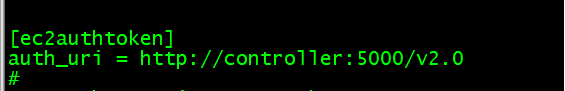 [ec2authtoken]
auth_uri = http://controller:5000/v2.0
#